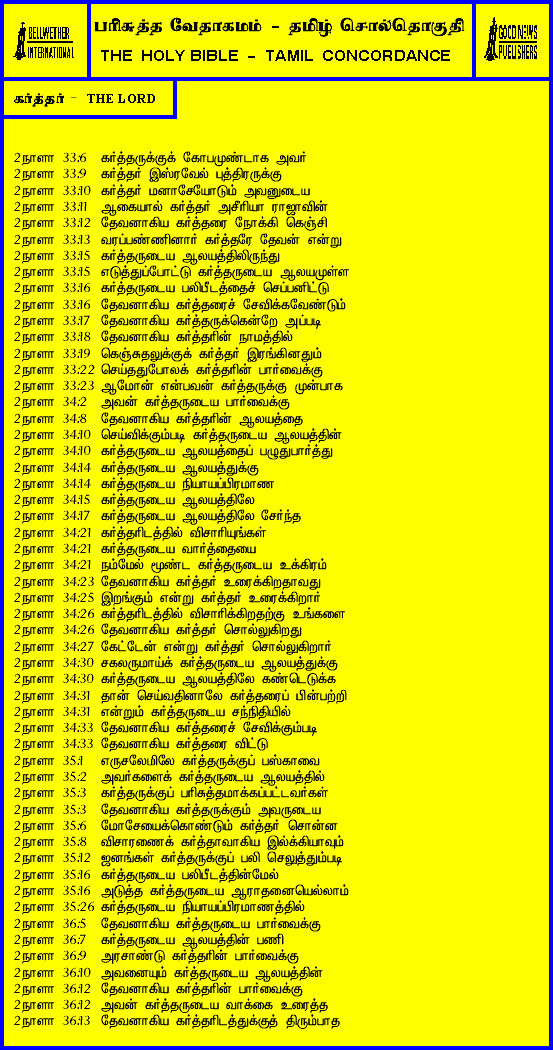 BELLWETHER
INTERNATIONAL
பரிசுத்த வேதாகமம் - தமிழ் சொல்தொகுதி
THE HOLY BIBLE - TAMIL CONCORDANCE
GOOD NEWS
PUBLISHERS
கர்த்தர் - THE LORD
2நாளா 33:6 கர்த்தருக்குக் கோபமுண்டாக அவர்
2நாளா 33:9 கர்த்தர் இஸ்ரவேல் புத்திரருக்கு
2நாளா 33:10 கர்த்தர் மனாசேயோடும் அவனுடைய
2நாளா 33:11 ஆகையால் கர்த்தர் அசீரியா ராஜாவின்
2நாளா 33:12 தேவனாகிய கர்த்தரை நோக்கி கெஞ்சி
2நாளா 33:13 வரப்பண்ணினார் கர்த்தரே தேவன் என்று
2நாளா 33:15 கர்த்தருடைய ஆலயத்திலிருந்து
2நாளா 33:15 எடுத்துப்போட்டு கர்த்தருடைய ஆலயமுள்ள
2நாளா 33:16 கர்த்தருடைய பலிபீடத்தைச் செப்பனிட்டு
2நாளா 33:16 தேவனாகிய கர்த்தரைச் சேவிக்கவேண்டும்
2நாளா 33:17 தேவனாகிய கர்த்தருக்கென்றே அப்படி
2நாளா 33:18 தேவனாகிய கர்த்தரின் நாமத்தில்
2நாளா 33:19 கெஞ்சுதலுக்குக் கர்த்தர் இரங்கினதும்
2நாளா 33:22 செய்ததுபோலக் கர்த்தரின் பார்வைக்கு
2நாளா 33:23 ஆமோன் என்பவன் கர்த்தருக்கு முன்பாக
2நாளா 34:2 அவன் கர்த்தருடைய பார்வைக்கு
2நாளா 34:8 தேவனாகிய கர்த்தரின் ஆலயத்தை
2நாளா 34:10 செய்விக்கும்படி கர்த்தருடைய ஆலயத்தின்
2நாளா 34:10 கர்த்தருடைய ஆலயத்தைப் பழுதுபார்த்து
2நாளா 34:14 கர்த்தருடைய ஆலயத்துக்கு
2நாளா 34:14 கர்த்தருடைய நியாயப்பிரமாண
2நாளா 34:15 கர்த்தருடைய ஆலயத்திலே
2நாளா 34:17 கர்த்தருடைய ஆலயத்திலே சேர்ந்த
2நாளா 34:21 கர்த்தரிடத்தில் விசாரியுங்கள்
2நாளா 34:21 கர்த்தருடைய வார்த்தையை
2நாளா 34:21 நம்மேல் மூண்ட கர்த்தருடைய உக்கிரம்
2நாளா 34:23 தேவனாகிய கர்த்தர் உரைக்கிறதாவது
2நாளா 34:25 இறங்கும் என்று கர்த்தர் உரைக்கிறார்
2நாளா 34:26 கர்த்தரிடத்தில் விசாரிக்கிறதற்கு உங்களை
2நாளா 34:26 தேவனாகிய கர்த்தர் சொல்லுகிறது
2நாளா 34:27 கேட்டேன் என்று கர்த்தர் சொல்லுகிறார்
2நாளா 34:30 சகலருமாய்க் கர்த்தருடைய ஆலயத்துக்கு
2நாளா 34:30 கர்த்தருடைய ஆலயத்திலே கண்டெடுக்க
2நாளா 34:31 தான் செய்வதினாலே கர்த்தரைப் பின்பற்றி
2நாளா 34:31 என்றும் கர்த்தருடைய சந்நிதியில்
2நாளா 34:33 தேவனாகிய கர்த்தரைச் சேவிக்கும்படி
2நாளா 34:33 தேவனாகிய கர்த்தரை விட்டு
2நாளா 35:1 எருசலேமிலே கர்த்தருக்குப் பஸ்காவை
2நாளா 35:2 அவர்களைக் கர்த்தருடைய ஆலயத்தில்
2நாளா 35:3 கர்த்தருக்குப் பரிசுத்தமாக்கப்பட்டவர்கள்
2நாளா 35:3 தேவனாகிய கர்த்தருக்கும் அவருடைய
2நாளா 35:6 மோசேயைக்கொண்டும் கர்த்தர் சொன்ன
2நாளா 35:8 விசாரணைக் கர்த்தாவாகிய இல்க்கியாவும்
2நாளா 35:12 ஜனங்கள் கர்த்தருக்குப் பலி செலுத்தும்படி
2நாளா 35:16 கர்த்தருடைய பலிபீடத்தின்மேல்
2நாளா 35:16 அடுத்த கர்த்தருடைய ஆராதனையெல்லாம்
2நாளா 35:26 கர்த்தருடைய நியாயப்பிரமாணத்தில்
2நாளா 36:5 தேவனாகிய கர்த்தருடைய பார்வைக்கு
2நாளா 36:7 கர்த்தருடைய ஆலயத்தின் பணி
2நாளா 36:9 அரசாண்டு கர்த்தரின் பார்வைக்கு
2நாளா 36:10 அவனையும் கர்த்தருடைய ஆலயத்தின்
2நாளா 36:12 தேவனாகிய கர்த்தரின் பார்வைக்கு
2நாளா 36:12 அவன் கர்த்தருடைய வாக்கை உரைத்த
2நாளா 36:13 தேவனாகிய கர்த்தரிடத்துக்குத் திரும்பாத